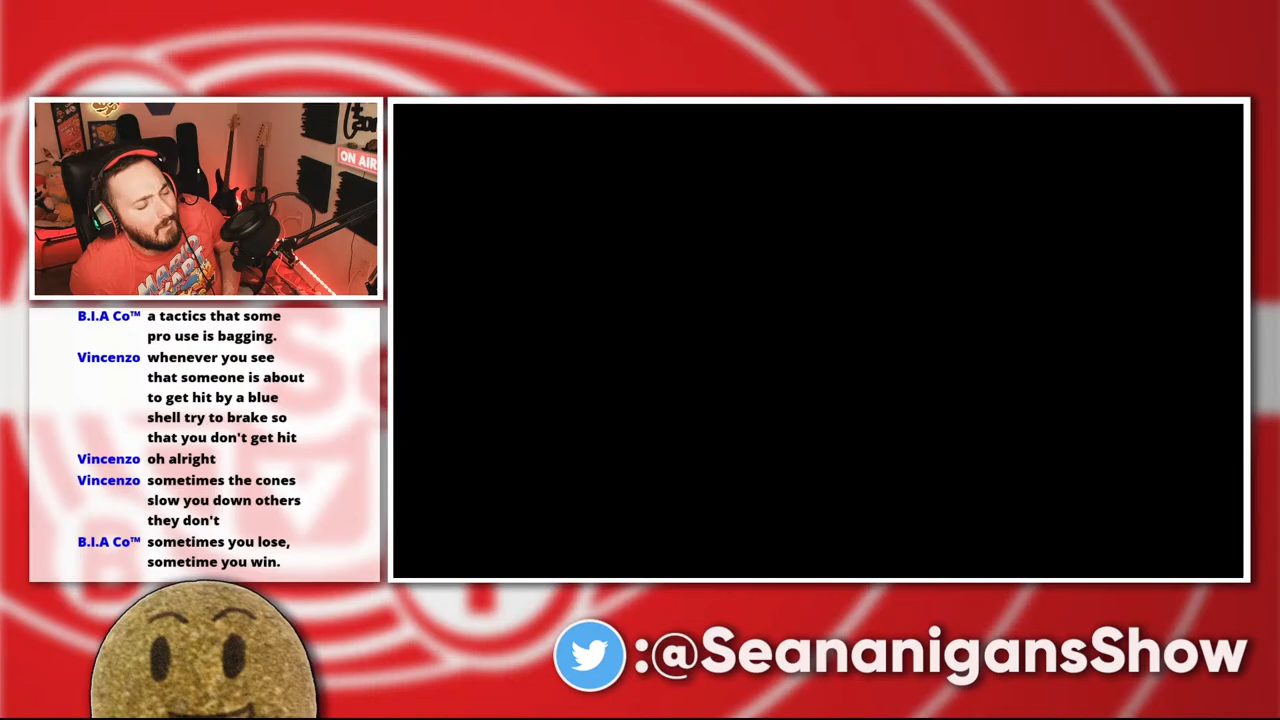 ON AIR
B.I.A Co™ a tactics that some
pro use is bagging.
Vincenzo whenever you see
that someone is about
to get hit by a blue
shell try to brake so
that you don't get hit
Vincenzo oh alright
Vincenzo sometimes the cones
slow you down others
they don't
B.I.A Co™ sometimes you lose,
sometime you win.
:@SeananigansShow